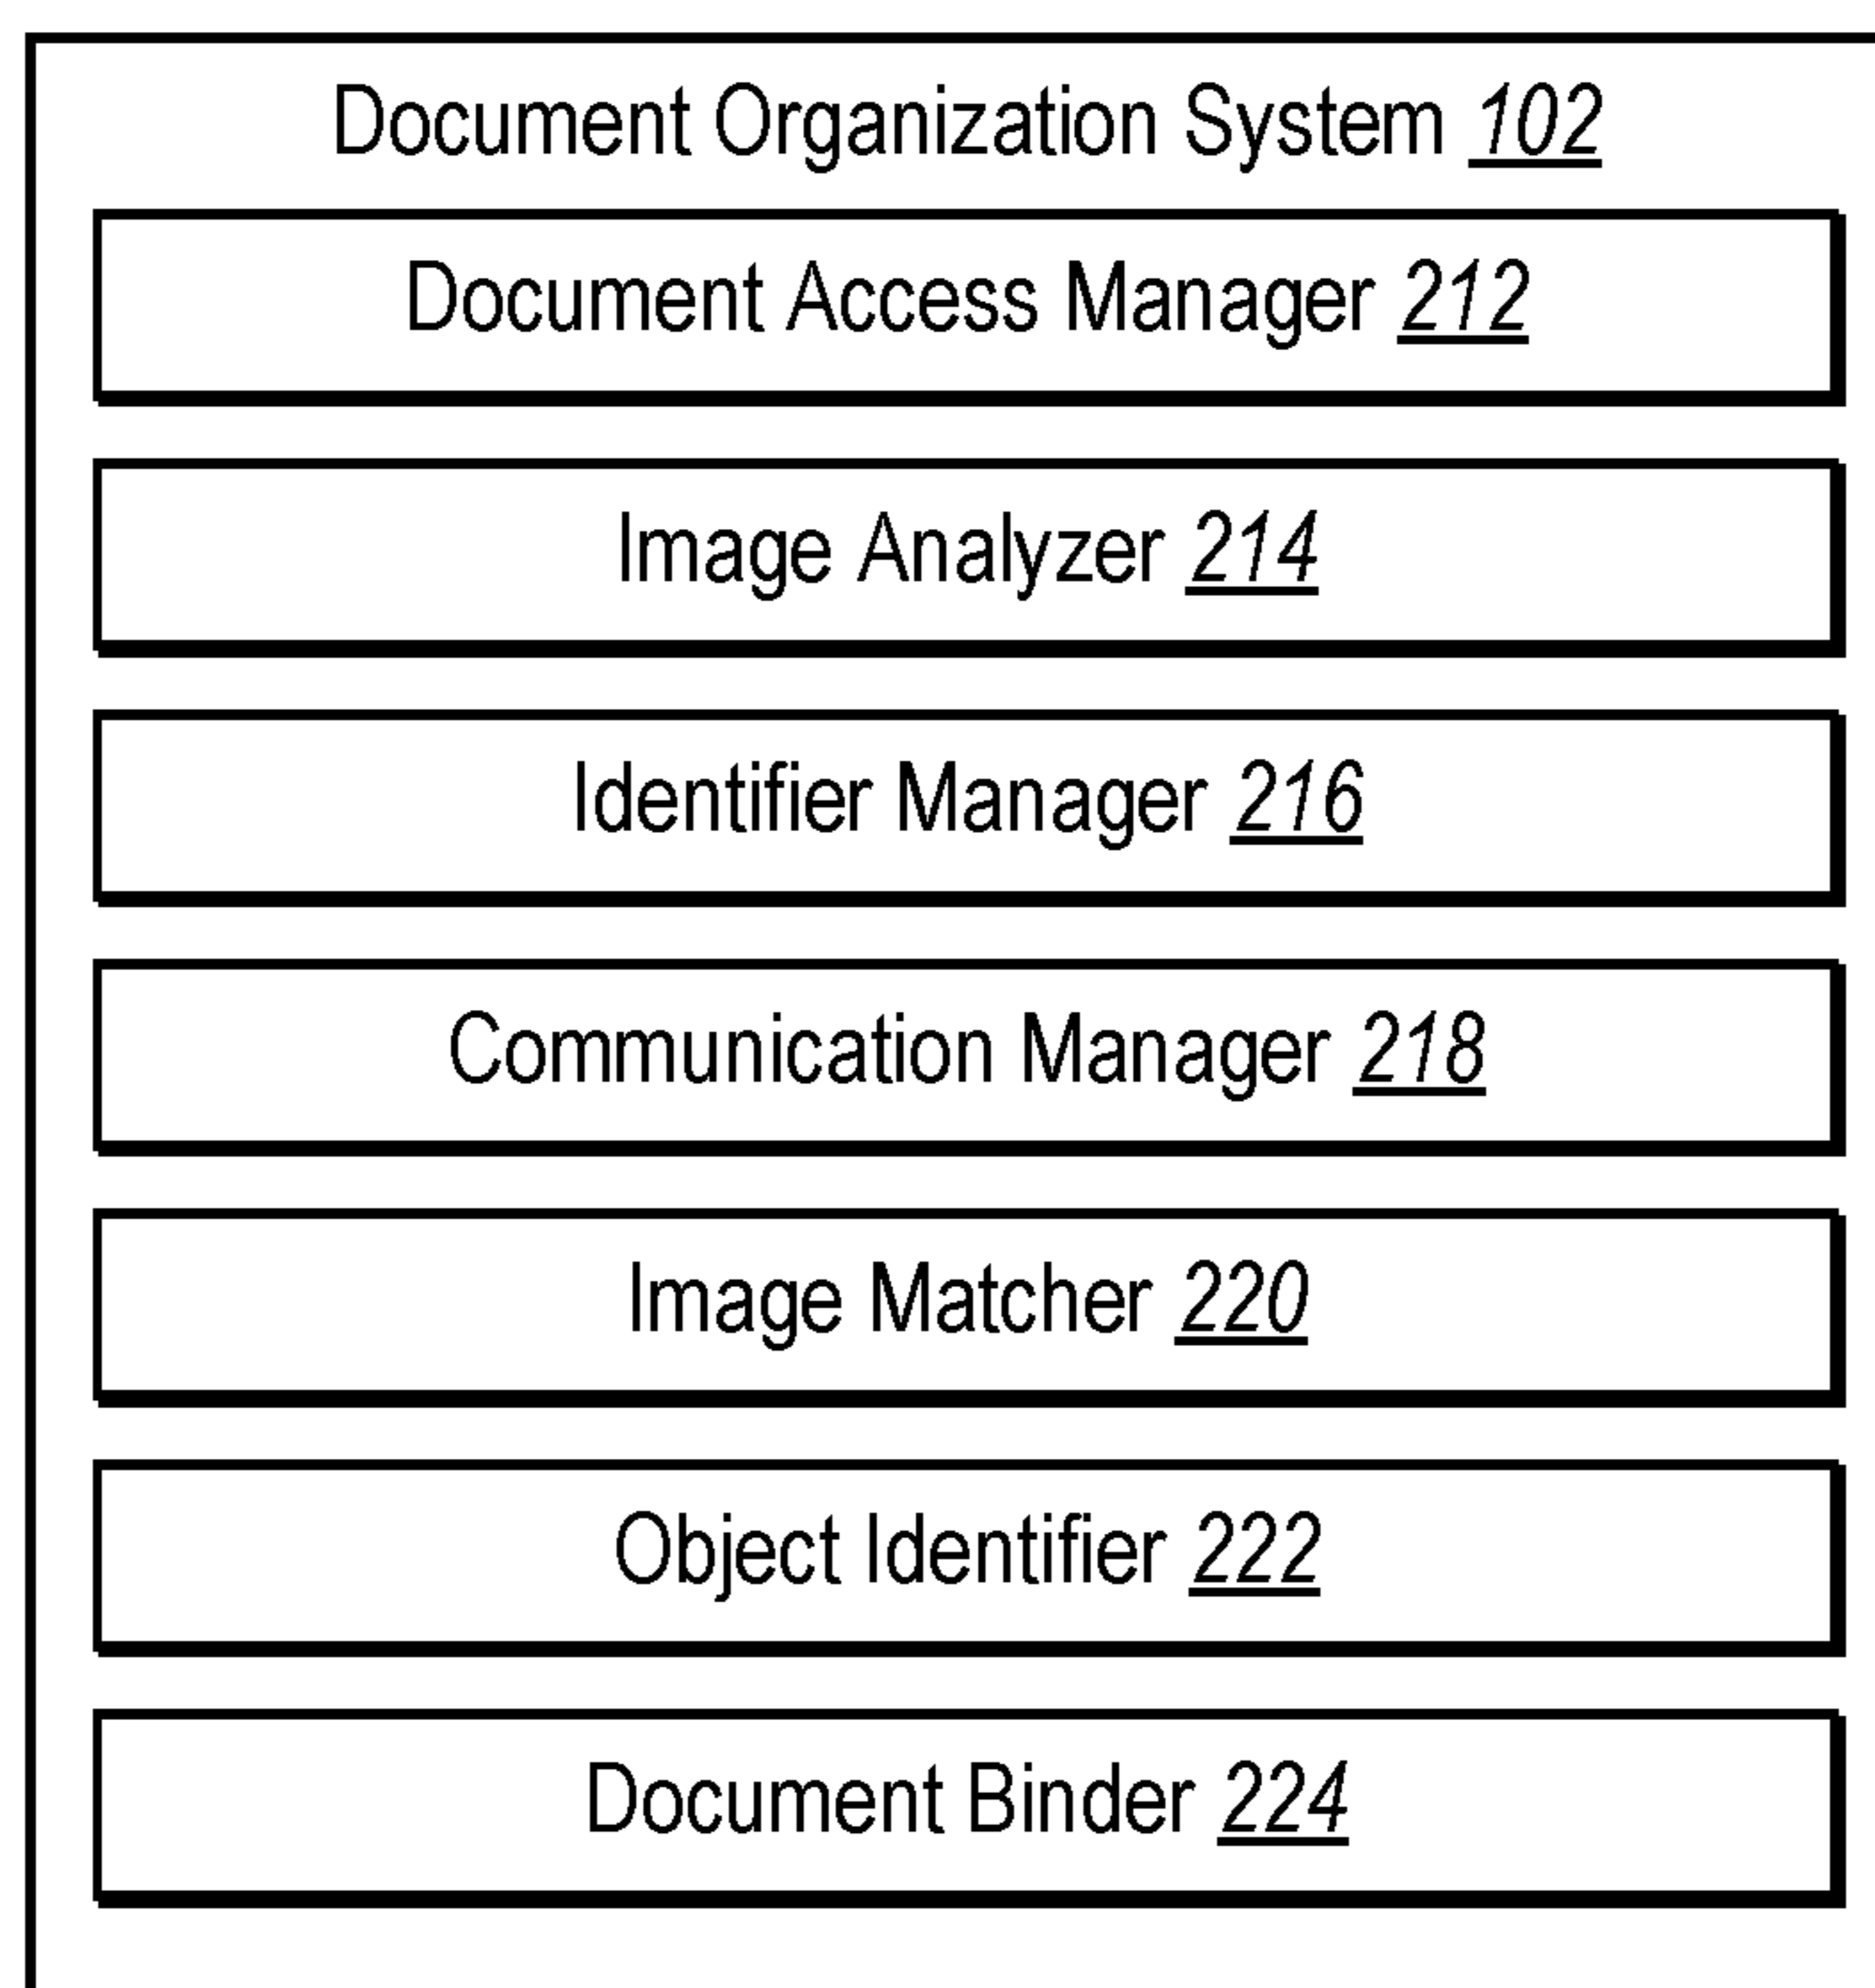 Document Organization System 102
Document Access Manager 212
Image Analyzer 214
Identifier Manager 216
Communication Manager 218
Image Matcher 220
Object Identifier 222
Document Binder 224